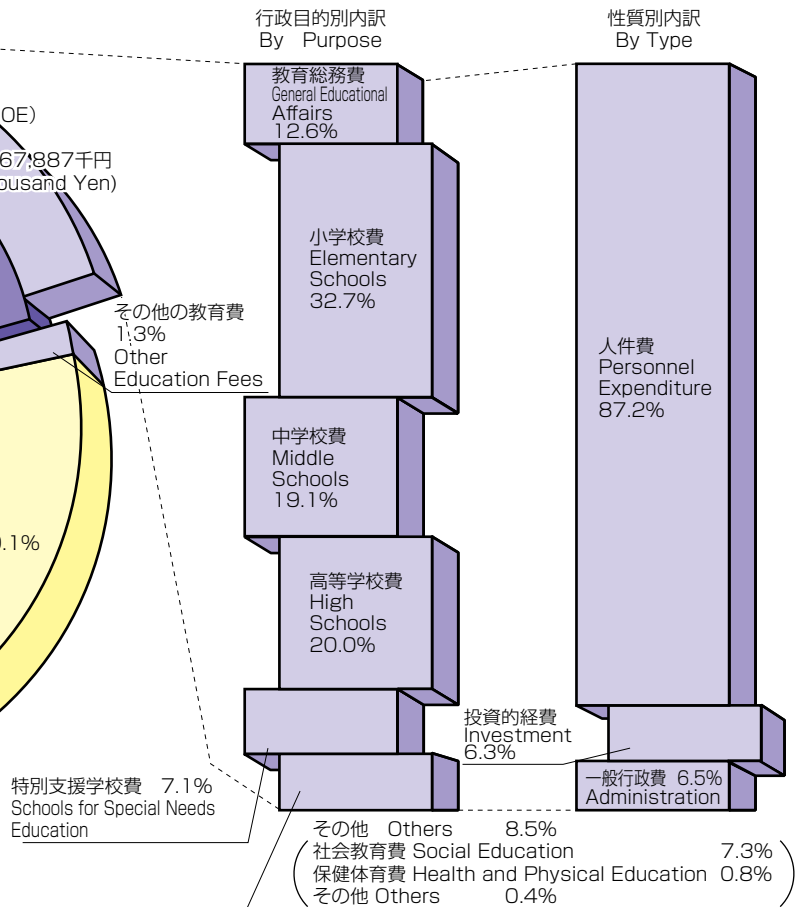 行政目的別内訳
By Purpose
性質別内訳
By Type
OE）
67,887千円
ousand Yen)
教育総務費
General Educational
Affairs
12.6%
小学校費
Elementary
Schools
32.7%
その他の教育費
1.3%
Other
Education Fees
人件費
Personnel
Expenditure
87.2%
中学校費
Middle
Schools
19.1%
.1%
高等学校費
High
Schools
20.0%
投資的経費
Investment
6.3%
特別支援学校費 7.1%
Schools for Special Needs
Education
一般行政費 6.5%
Administration
その他 Others 8.5%
社会教育費 Social Education 7.3%
保健体育費 Health and Physical Education 0.8%
その他 Others 0.4%